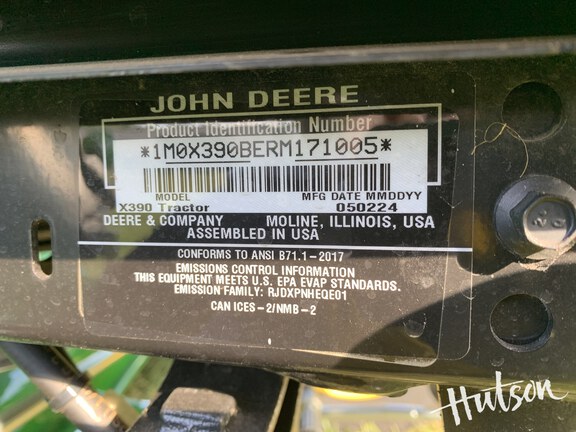 JOHN DEERE
Product Identification Number
*1M0X390BERM171005*
MODEL MFG DATE MMDDYY
X390 Tractor 050224
DEERE & COMPANY MOLINE, ILLINOIS, USA
ASSEMBLED IN USA
CONFORMS TO ANSI B71.1-2017
EMISSIONS CONTROL INFORMATION
THIS EQUIPMENT MEETS U.S. EPA EVAP STANDARDS.
EMISSION FAMILY: RJDXPNHEQE01
CAN ICES-2/NMB-2
Hutson